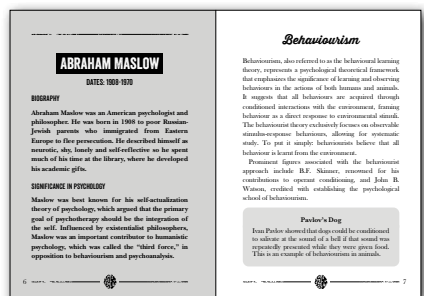 ABRAHAM MASLOW
DATES: 1908-1970
BIOGRAPHY
Abraham Maslow was an American psychologist and
philosopher. He was born in 1908 to poor Russian-
Jewish parents who immigrated from Eastern
Europe to flee persecution. He described himself as
neurotic, shy, lonely and self-reflective so he spent
much of his time at the library, where he developed
his academic gifts.
SIGNIFICANCE IN PSYCHOLOGY
Maslow was best known for his self-actualization
theory of psychology, which argued that the primary
goal of psychotherapy should be the integration of
the self. Influenced by existentialist philosophers,
Maslow was an important contributor to humanistic
psychology, which was called the “third force,” in
opposition to behaviourism and psychoanalysis.
6
Behaviourism
Behaviourism, also referred to as the behavioural learning
theory, represents a psychological theoretical framework
that emphasizes the significance of learning and observing
behaviours in the actions of both humans and animals.
It suggests that all behaviours are acquired through
conditioned interactions with the environment, framing
behaviour as a direct response to environmental stimuli.
The behaviourist theory exclusively focuses on observable
stimulus-response behaviours, allowing for systematic
study. To put it simply: behaviourists believe that all
behaviour is learnt from the environment.
Prominent figures associated with the behaviourist
approach include B.F. Skinner, renowned for his
contributions to operant conditioning, and John B.
Watson, credited with establishing the psychological
school of behaviourism.
Pavlov's Dog
Ivan Pavlov showed that dogs could be conditioned
to salivate at the sound of a bell if that sound was
repeatedly presented while they were given food.
This is an example of behaviourism in animals.
7